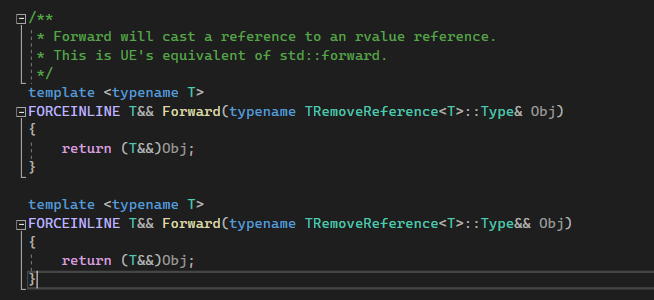 /**
 * Forward will cast a reference to an rvalue reference.
 * This is UE's equivalent of std::forward.
 */
template <typename T>
FORCEINLINE T&& Forward(typename TRemoveReference<T>::Type& Obj)
{
    return (T&&)Obj;
}

template <typename T>
FORCEINLINE T&& Forward(typename TRemoveReference<T>::Type&& Obj)
{
    return (T&&)Obj;
}